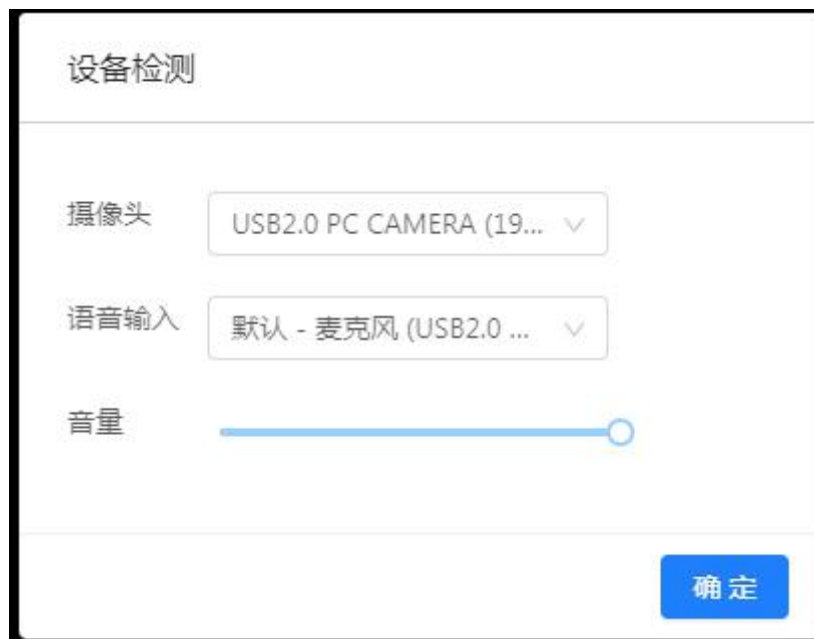 设备检测
摄像头
USB2.0 PC CAMERA (19...
语音输入
默认 - 麦克风 (USB2.0 ...
音量
确 定